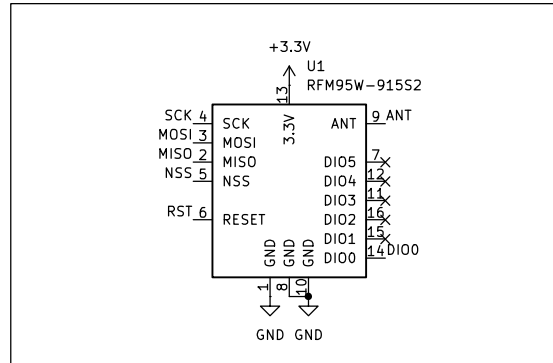 +3.3V
U1
RFM95W-915S2
13
3.3V
SCK 4 SCK
MOSI 3 MOSI
MISO 2 MISO
NSS 5 NSS
RST 6 RESET
ANT 9 ANT
DIO5 7
DIO4 12
DIO3 11
DIO2 16
DIO1 15
DIO0 14 DIO0
GND GND GND
1 8 10
GND GND